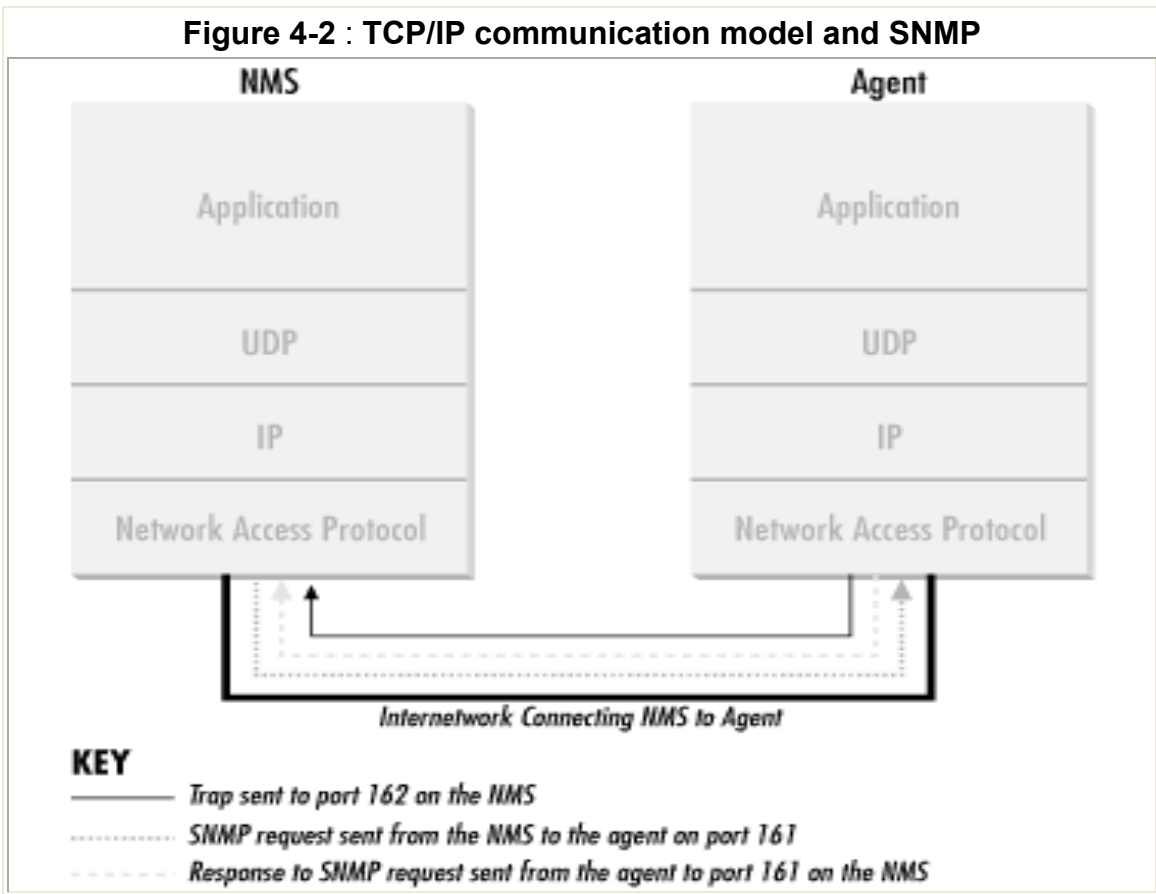 Figure 4-2 : TCP/IP communication model and SNMP
NMS
Agent
Application
Application
UDP
UDP
IP
IP
Network Access Protocol
Network Access Protocol
Internetwork Connecting NMS to Agent
KEY
Trap sent to port 162 on the NMS
SNMP request sent from the NMS to the agent on port 161
Response to SNMP request sent from the agent to port 161 on the NMS